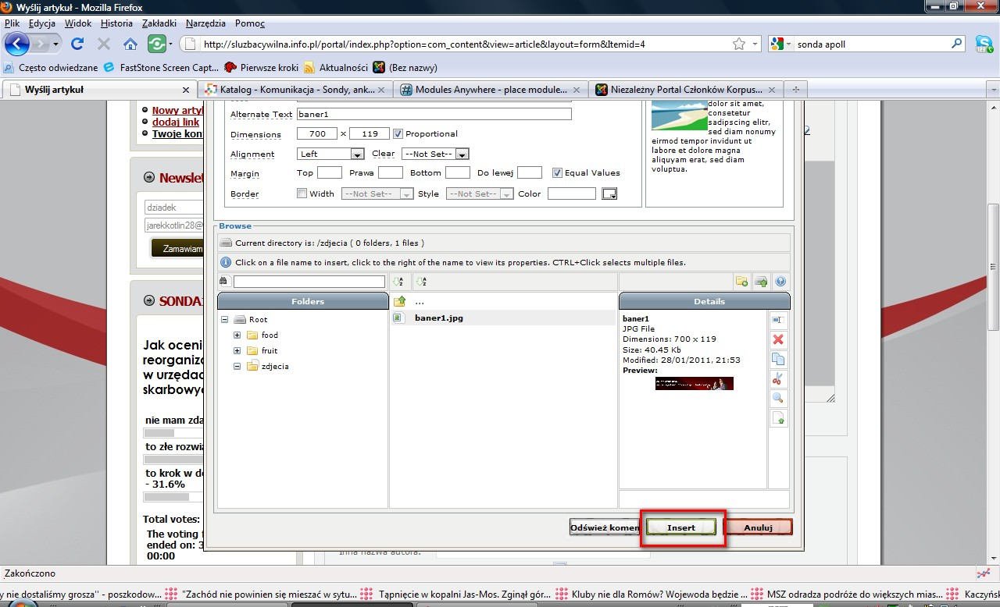 Wyślij artykuł - Mozilla Firefox
Plik Edycja Widok Historia Zakładki Narzędzia Pomoc
http://sluzbacywilna.info.pl/portal/index.php?option=com_content&view=article&layout=form&Itemid=4
sonda apoll
Często odwiedzane FastStone Screen Capt... Pierwsze kroki Aktualności (Bez nazwy)
Wyślij artykuł Katalog - Komunikacja - Sondy, ank... Modules Anywhere - place module... Niezależny Portal Członków Korpus...
Nowy artyl
dodaj link
Twoje kon
Newslet
dziadek
jarekkotlin28@
Zamawiam
SONDA
Jak oceni
reorganiza
w urzęda
skarbowyc
nie mam zda
to złe rozwia
to krok w do
- 31.6%
Total votes:
The voting f
ended on: 3
00:00
Alternate Text baner1
Dimensions 700 x 119 Proportional
Alignment Left Clear --Not Set--
Margin Top Prawa Bottom Do lewej Equal Values
Border Width --Not Set-- Style --Not Set-- Color
dolor sit amet,
consetetur
sadipscing elitr,
sed diam nonumy
eirmod tempor invidunt ut
labore et dolore magna
aliquyam erat, sed diam
voluptua.
Browse
Current directory is: /zdjecia ( 0 folders, 1 files )
Click on a file name to insert, click to the right of the name to view its properties. CTRL+Click selects multiple files.
Folders
Root
food
fruit
zdjecia
...
baner1.jpg
Details
baner1
JPG File
Dimensions: 700 x 119
Size: 40.45 Kb
Modified: 28/01/2011, 21:53
Preview:
Odśwież komen Insert Anuluj
Inna nazwa autora:
Zakończono
y nie dostaliśmy grosza" - poszkodow... "Zachód nie powinien się mieszać w sytu... Tąpnięcie w kopalni Jas-Mos. Zginął gór... Kluby nie dla Romów? Wojewoda będzie ... MSZ odradza podróże do większych mias... Kaczyńsk